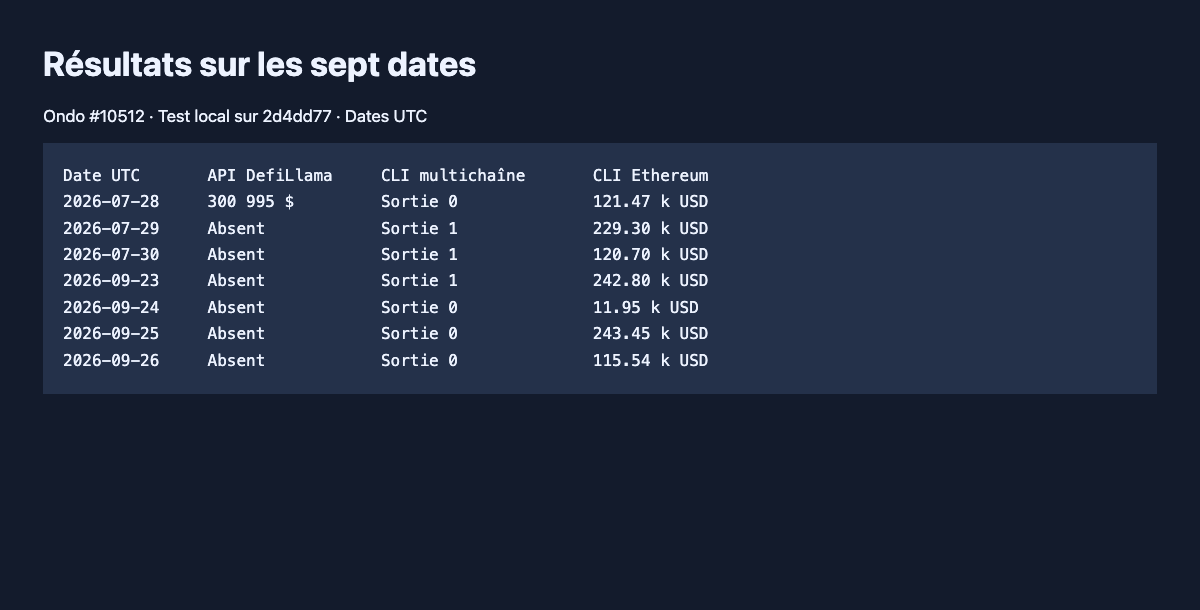 Résultats sur les sept dates
Ondo #10512 · Test local sur 2d4dd77 · Dates UTC
Date UTC API DefiLlama CLI multichaîne CLI Ethereum
2026-07-28 300 995 $ Sortie 0 121.47 k USD
2026-07-29 Absent Sortie 1 229.30 k USD
2026-07-30 Absent Sortie 1 120.70 k USD
2026-09-23 Absent Sortie 1 242.80 k USD
2026-09-24 Absent Sortie 0 11.95 k USD
2026-09-25 Absent Sortie 0 243.45 k USD
2026-09-26 Absent Sortie 0 115.54 k USD